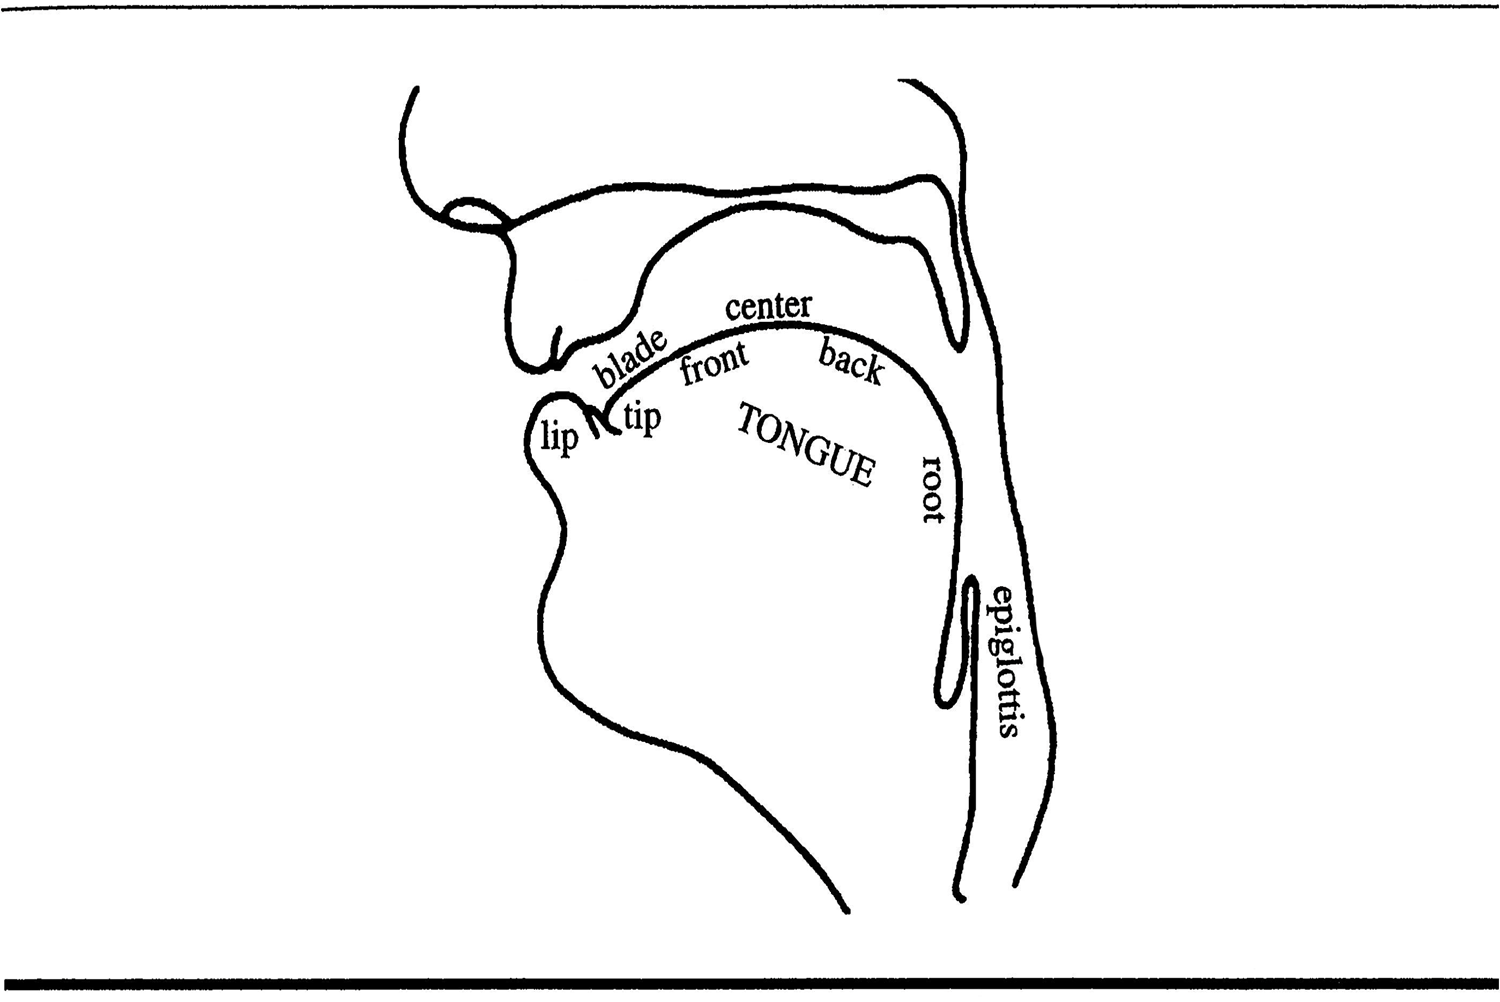 center
blade
front
back
tip
lip
TONGUE
root
epiglottis